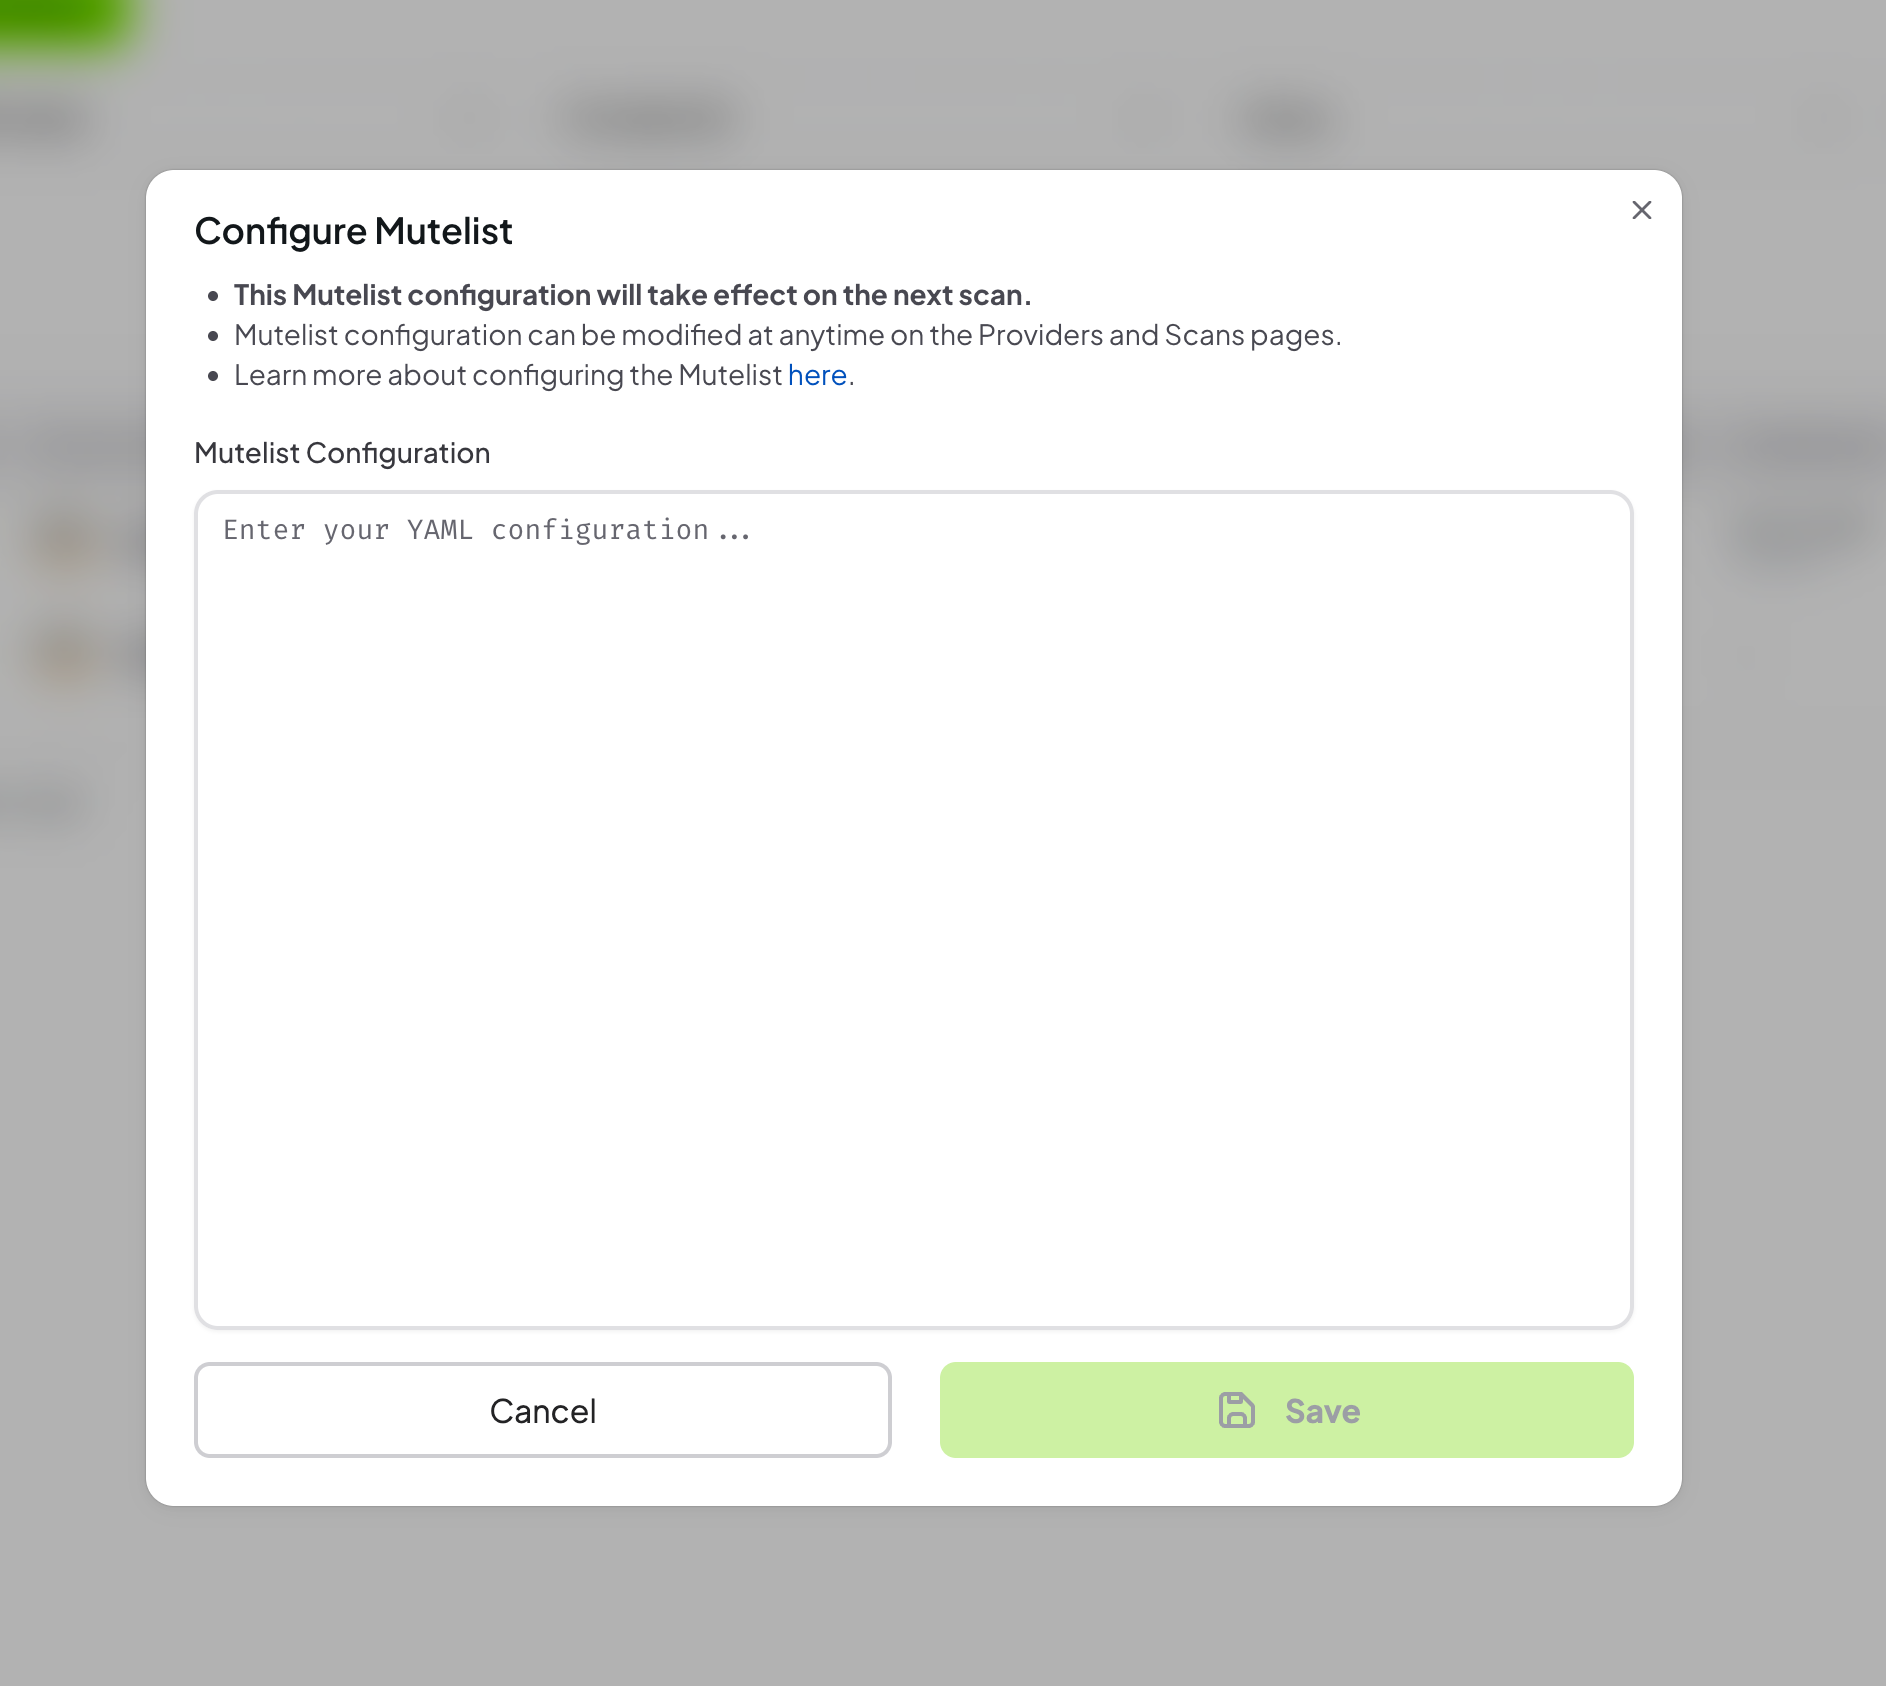 Configure Mutelist
This Mutelist configuration will take effect on the next scan.
Mutelist configuration can be modified at anytime on the Providers and Scans pages.
Learn more about configuring the Mutelist here.
Mutelist Configuration
Enter your YAML configuration...
Cancel
Save